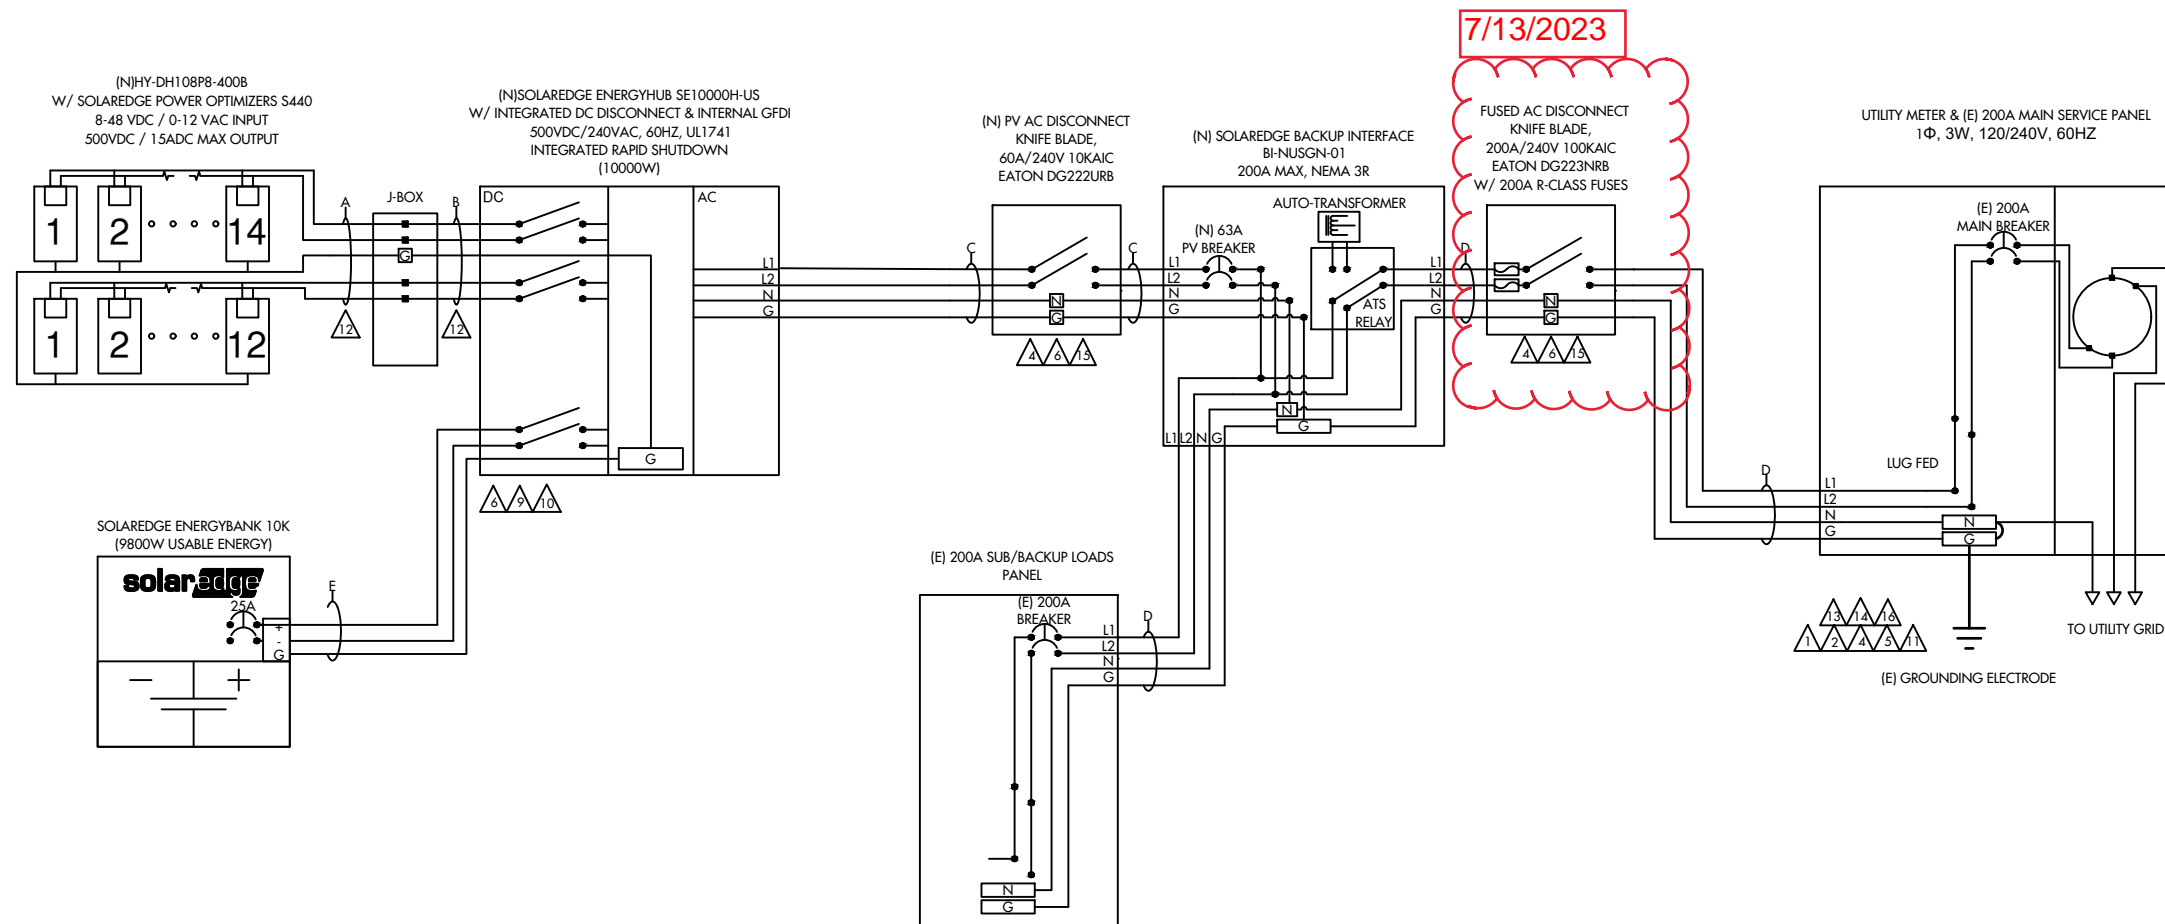 7/13/2023
(N)HY-DH108P8-400B
W/ SOLAREDGE POWER OPTIMIZERS S440
8-48 VDC / 0-12 VAC INPUT
500VDC / 15ADC MAX OUTPUT
(N)SOLAREDGE ENERGYHUB SE10000H-US
W/ INTEGRATED DC DISCONNECT & INTERNAL GFDI
500VDC/240VAC, 60HZ, UL1741
INTEGRATED RAPID SHUTDOWN
(10000W)
(N) PV AC DISCONNECT
KNIFE BLADE,
60A/240V 10KAIC
EATON DG222URB
(N) SOLAREDGE BACKUP INTERFACE
BI-NUSGN-01
200A MAX, NEMA 3R
FUSED AC DISCONNECT
KNIFE BLADE,
200A/240V 100KAIC
EATON DG223NRB
W/ 200A R-CLASS FUSES
UTILITY METER & (E) 200A MAIN SERVICE PANEL
1Φ, 3W, 120/240V, 60HZ
1
2
14
1
2
12
A
J-BOX
B
G
12
12
DC
AC
L1
L2
N
G
G
6
9
10
C
N
G
4
6
15
C
L1
L2
N
G
(N) 63A
PV BREAKER
AUTO-TRANSFORMER
ATS
RELAY
L1
L2
N
G
N
G
L1
L2
N
G
D
N
G
4
6
15
(E) 200A
MAIN BREAKER
LUG FED
D
L1
L2
N
G
N
G
13
14
16
1
2
4
5
11
TO UTILITY GRID
(E) GROUNDING ELECTRODE
SOLAREDGE ENERGYBANK 10K
(9800W USABLE ENERGY)
solaredge
25A
+
-
G
E
− +
(E) 200A SUB/BACKUP LOADS
PANEL
(E) 200A
BREAKER
L1
L2
N
G
D
N
G